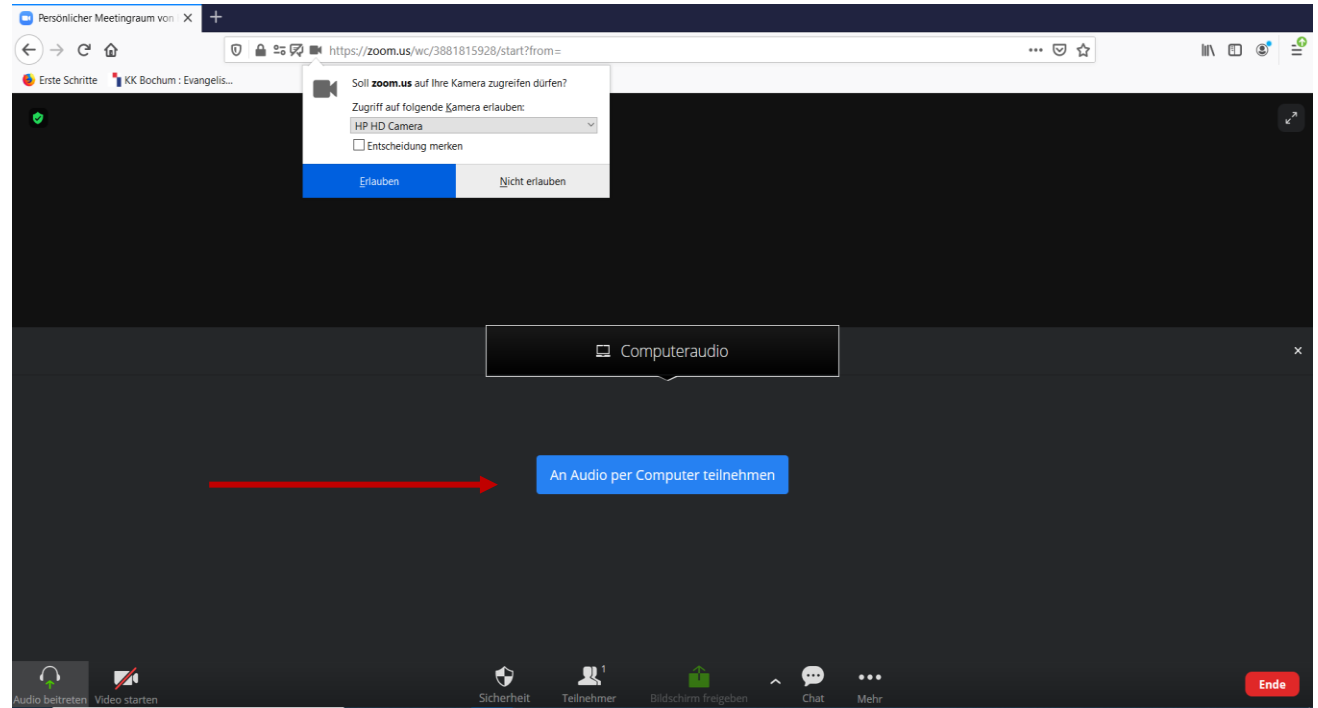 Persönlicher Meetingraum von
https://zoom.us/wc/3881815928/start?from=
Erste Schritte
KK Bochum : Evangelis...
Soll zoom.us auf Ihre Kamera zugreifen dürfen?
Zugriff auf folgende Kamera erlauben:
HP HD Camera
Entscheidung merken
Erlauben
Nicht erlauben
Computeraudio
An Audio per Computer teilnehmen
Audio beitreten
Video starten
Sicherheit
1
Teilnehmer
Bildschirm freigeben
Chat
Mehr
Ende